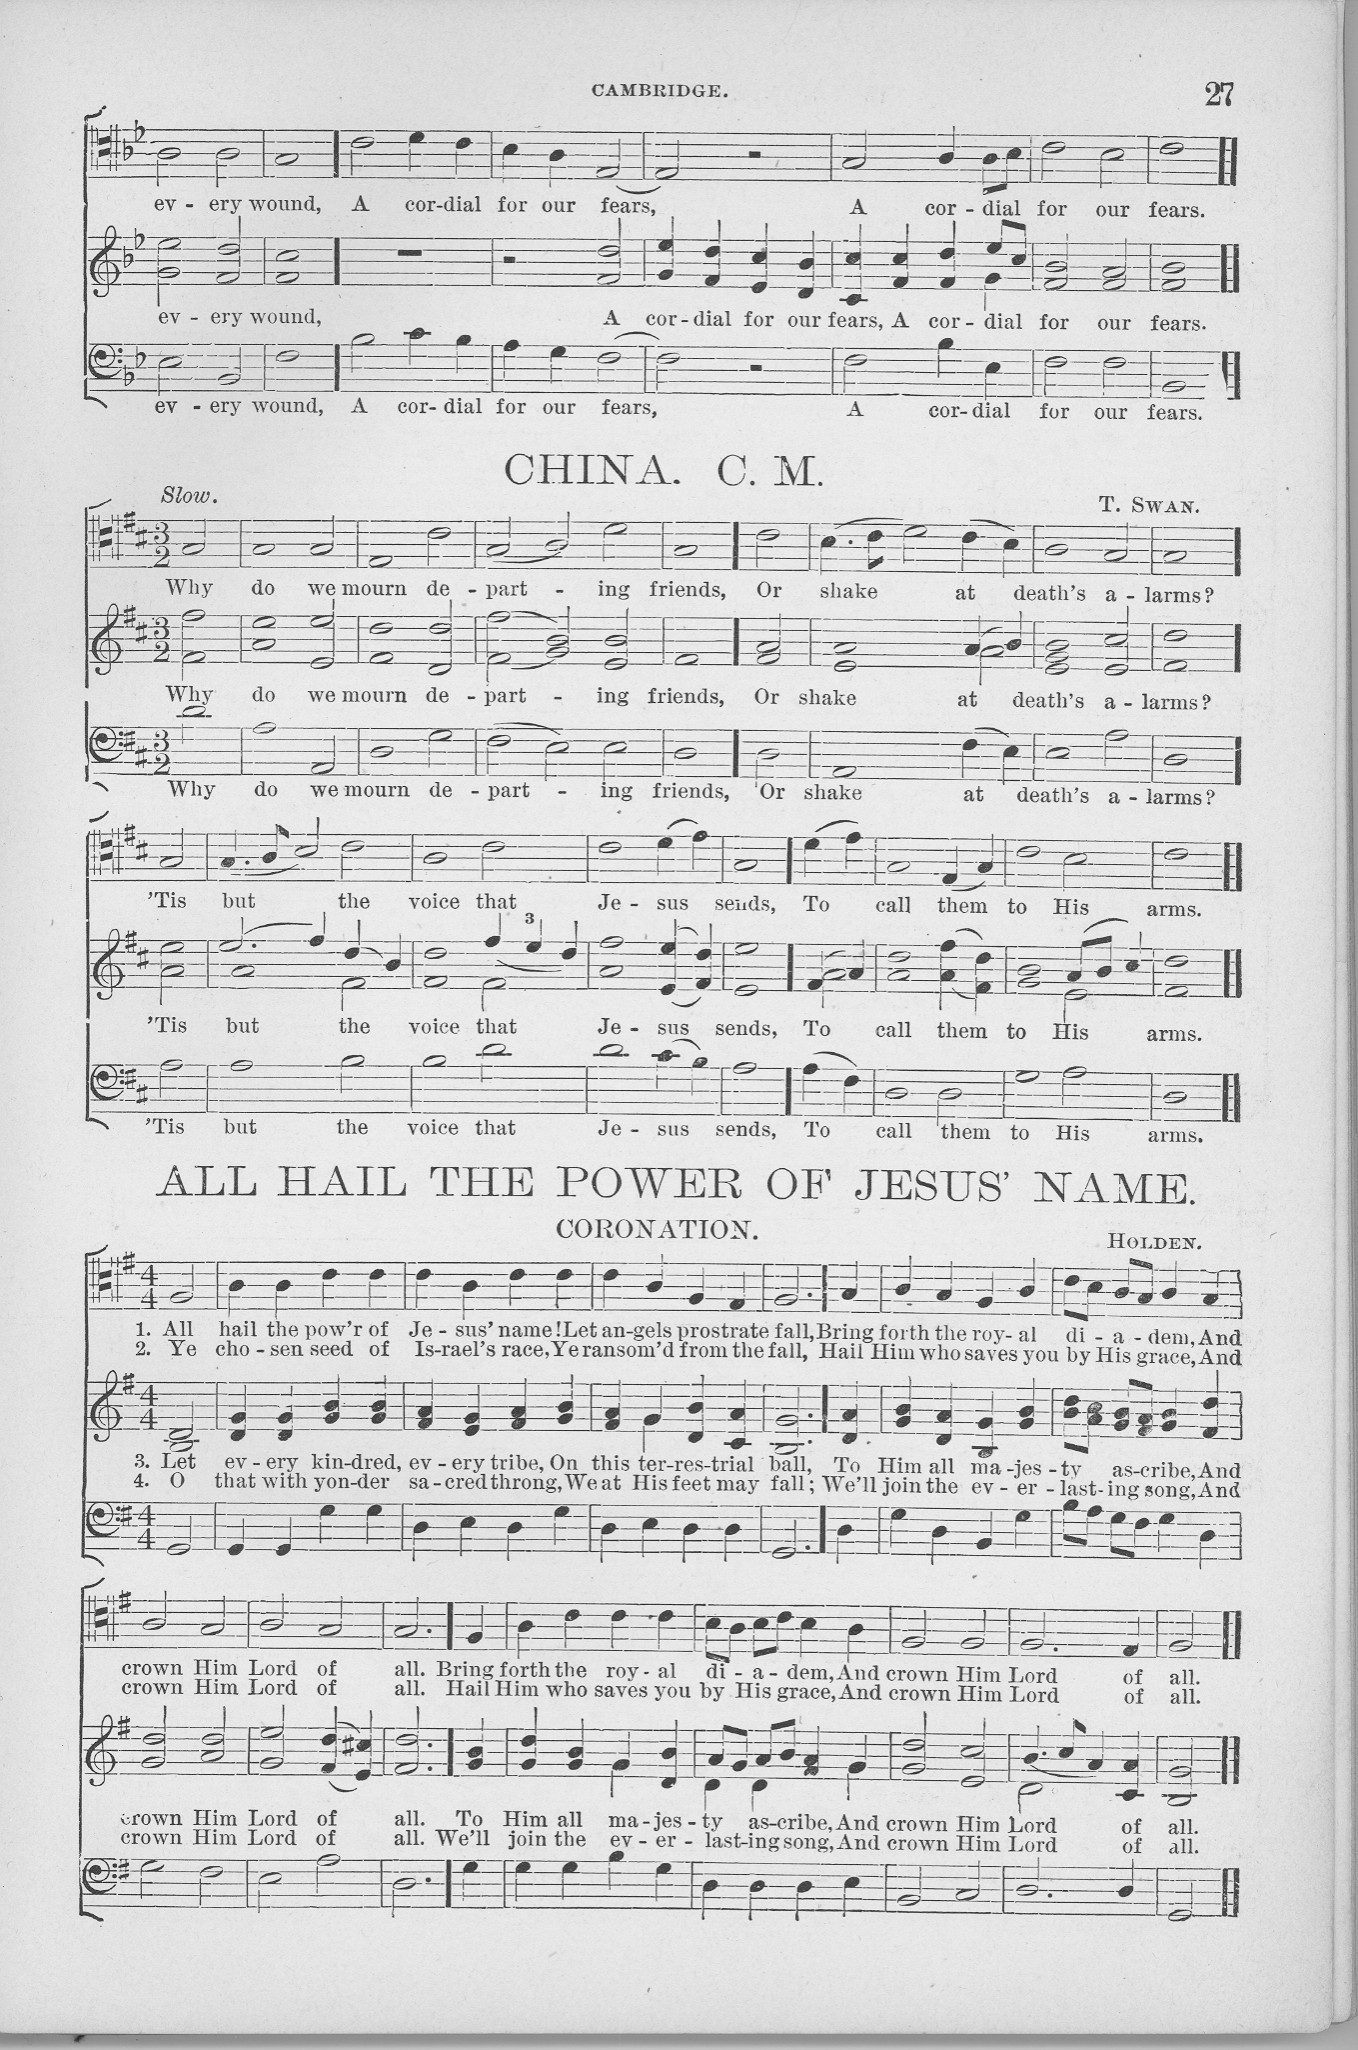 CAMBRIDGE. 27
ev - ery wound, A cor-dial for our fears, A cor - dial for our fears.
ev - ery wound, A cor - dial for our fears, A cor - dial for our fears.
ev - ery wound, A cor - dial for our fears, A cor - dial for our fears.
CHINA. C. M.
Slow. T. SWAN.
3
2
Why do we mourn de - part - ing friends, Or shake at death's a - larms?
3
2
Why do we mourn de - part - ing friends, Or shake at death's a - larms?
3
2
Why do we mourn de - part - ing friends, Or shake at death's a - larms?
'Tis but the voice that Je - sus sends, To call them to His arms.
3
'Tis but the voice that Je - sus sends, To call them to His arms.
'Tis but the voice that Je - sus sends, To call them to His arms.
ALL HAIL THE POWER OF JESUS' NAME.
CORONATION.
HOLDEN.
4
4
1. All hail the pow'r of Je - sus' name! Let an-gels prostrate fall, Bring forth the roy- al di - a - dem, And
2. Ye cho - sen seed of Is-rael's race, Ye ransom'd from the fall, Hail Him who saves you by His grace, And
4
4
3. Let ev - ery kin-dred, ev - ery tribe, On this ter-res-trial ball, To Him all ma - jes - ty as-cribe, And
4. O that with yon-der sa - cred throng, We at His feet may fall; We'll join the ev - er - last - ing song, And
4
4
crown Him Lord of all. Bring forth the roy - al di - a - dem, And crown Him Lord of all.
crown Him Lord of all. Hail Him who saves you by His grace, And crown Him Lord of all.
crown Him Lord of all. To Him all ma - jes - ty as-cribe, And crown Him Lord of all.
crown Him Lord of all. We'll join the ev - er - last-ing song, And crown Him Lord of all.